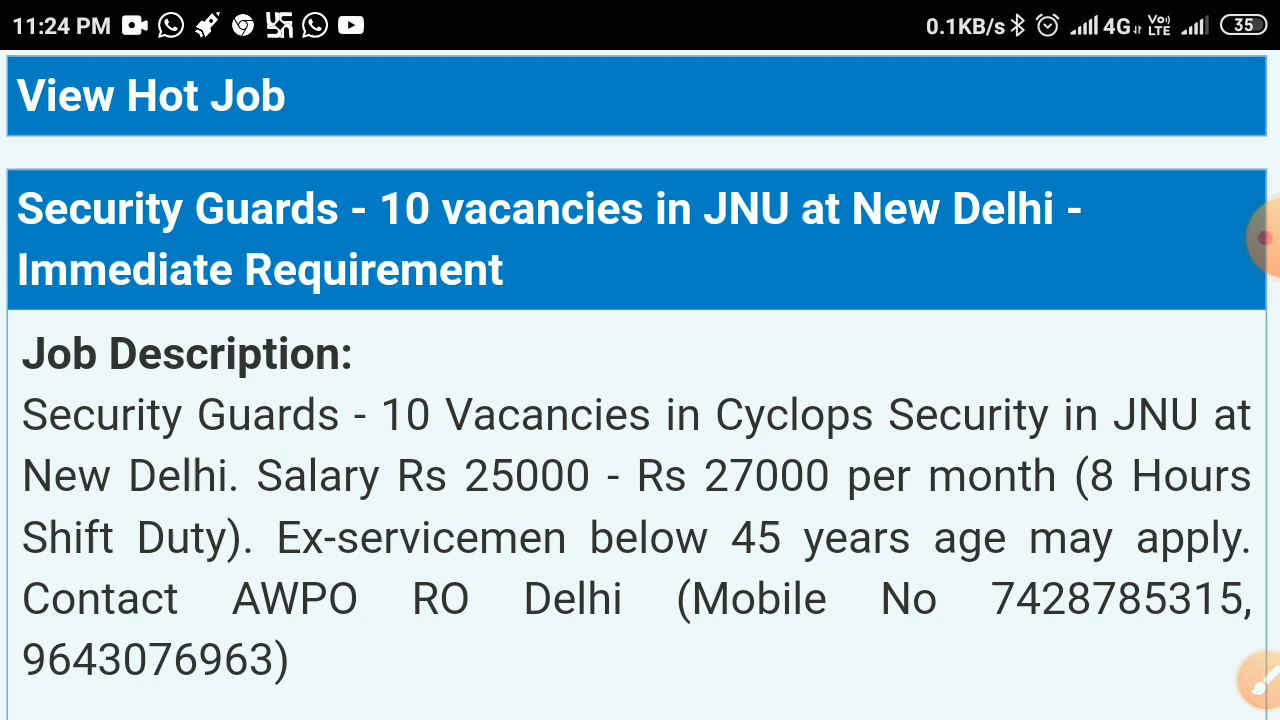 11:24 PM 0.1KB/s 4G Vo) LTE 35
View Hot Job
Security Guards - 10 vacancies in JNU at New Delhi -
Immediate Requirement
Job Description:
Security Guards - 10 Vacancies in Cyclops Security in JNU at
New Delhi. Salary Rs 25000 - Rs 27000 per month (8 Hours
Shift Duty). Ex-servicemen below 45 years age may apply.
Contact AWPO RO Delhi (Mobile No 7428785315,
9643076963)